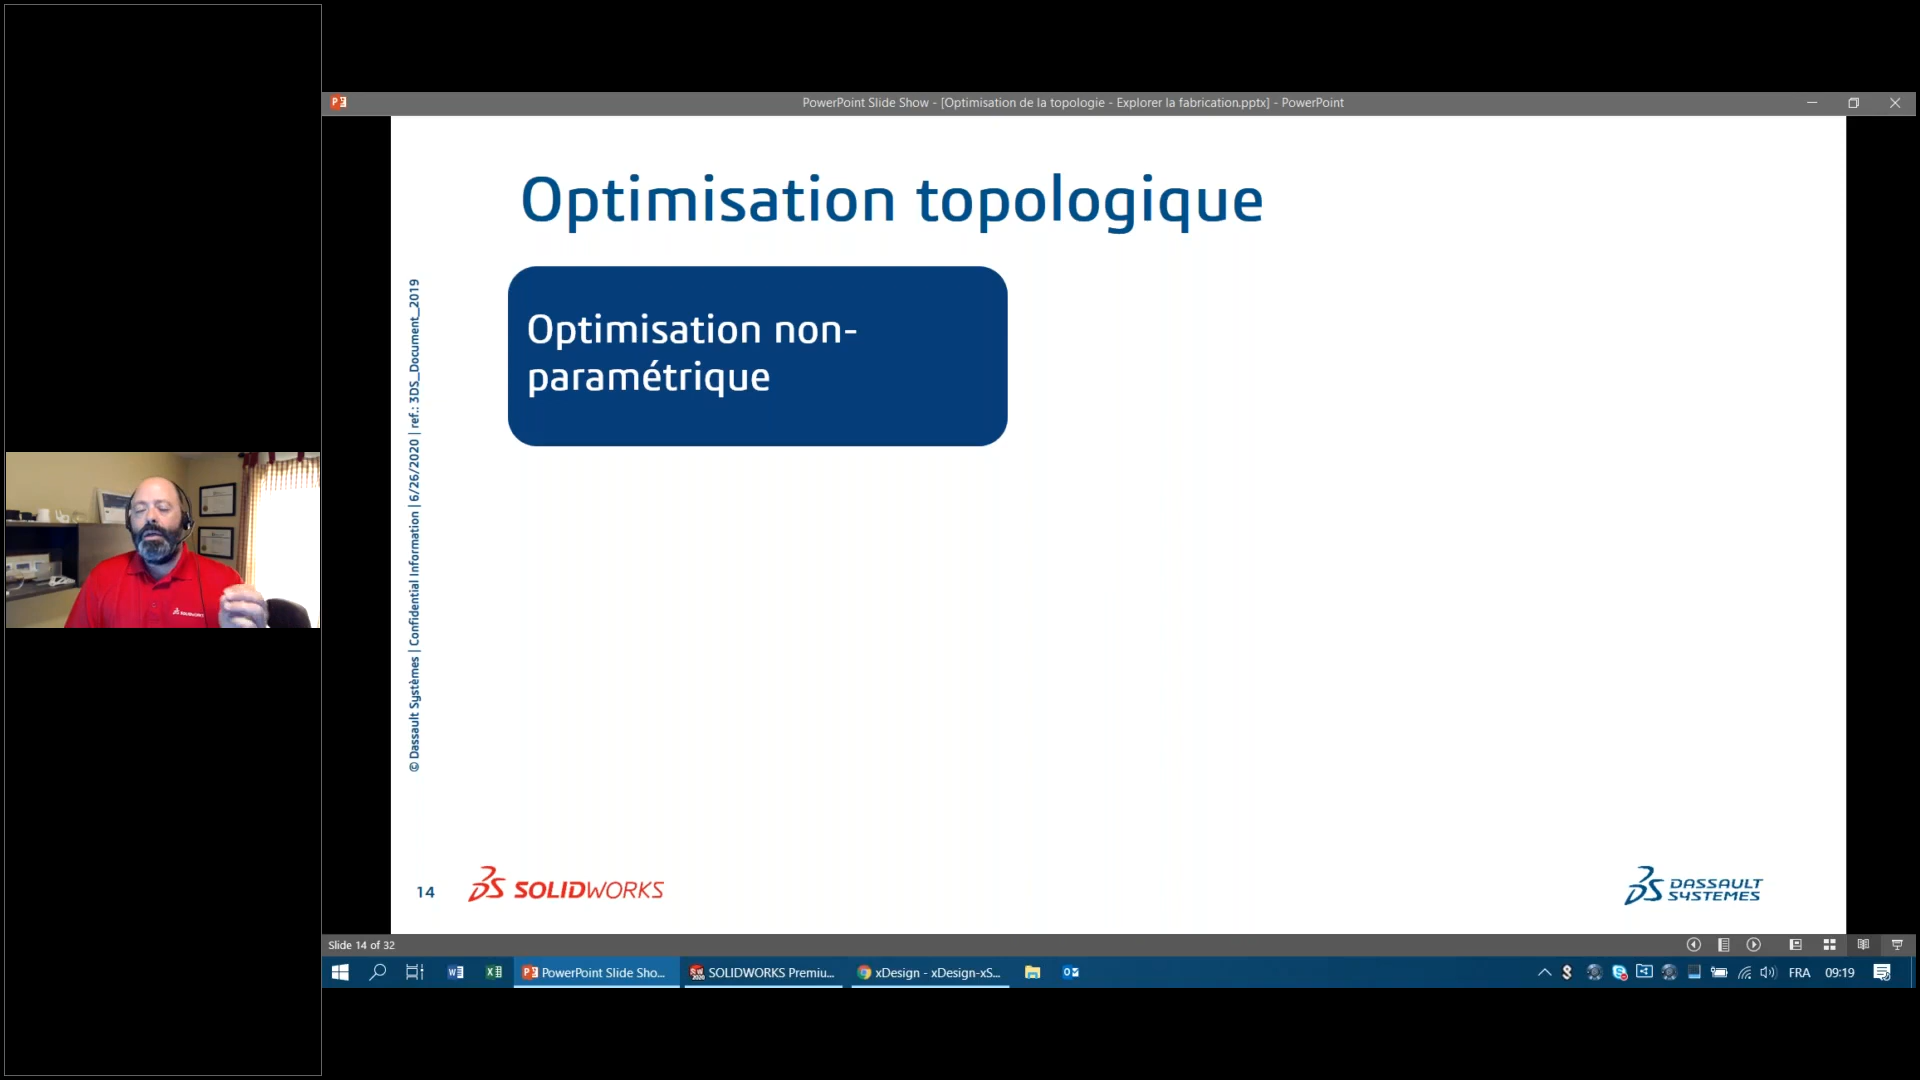 PowerPoint Slide Show - [Optimisation de la topologie - Explorer la fabrication.pptx] - PowerPoint
Optimisation topologique
Optimisation non-
paramétrique
© Dassault Systèmes | Confidential Information | 6/26/2020 | ref.: 3DS_Document_2019
14
SOLIDWORKS
DASSAULT
SYSTEMES
Slide 14 of 32
PowerPoint Slide Sho...
SOLIDWORKS Premiu...
xDesign - xDesign-xS...
FRA
09:19